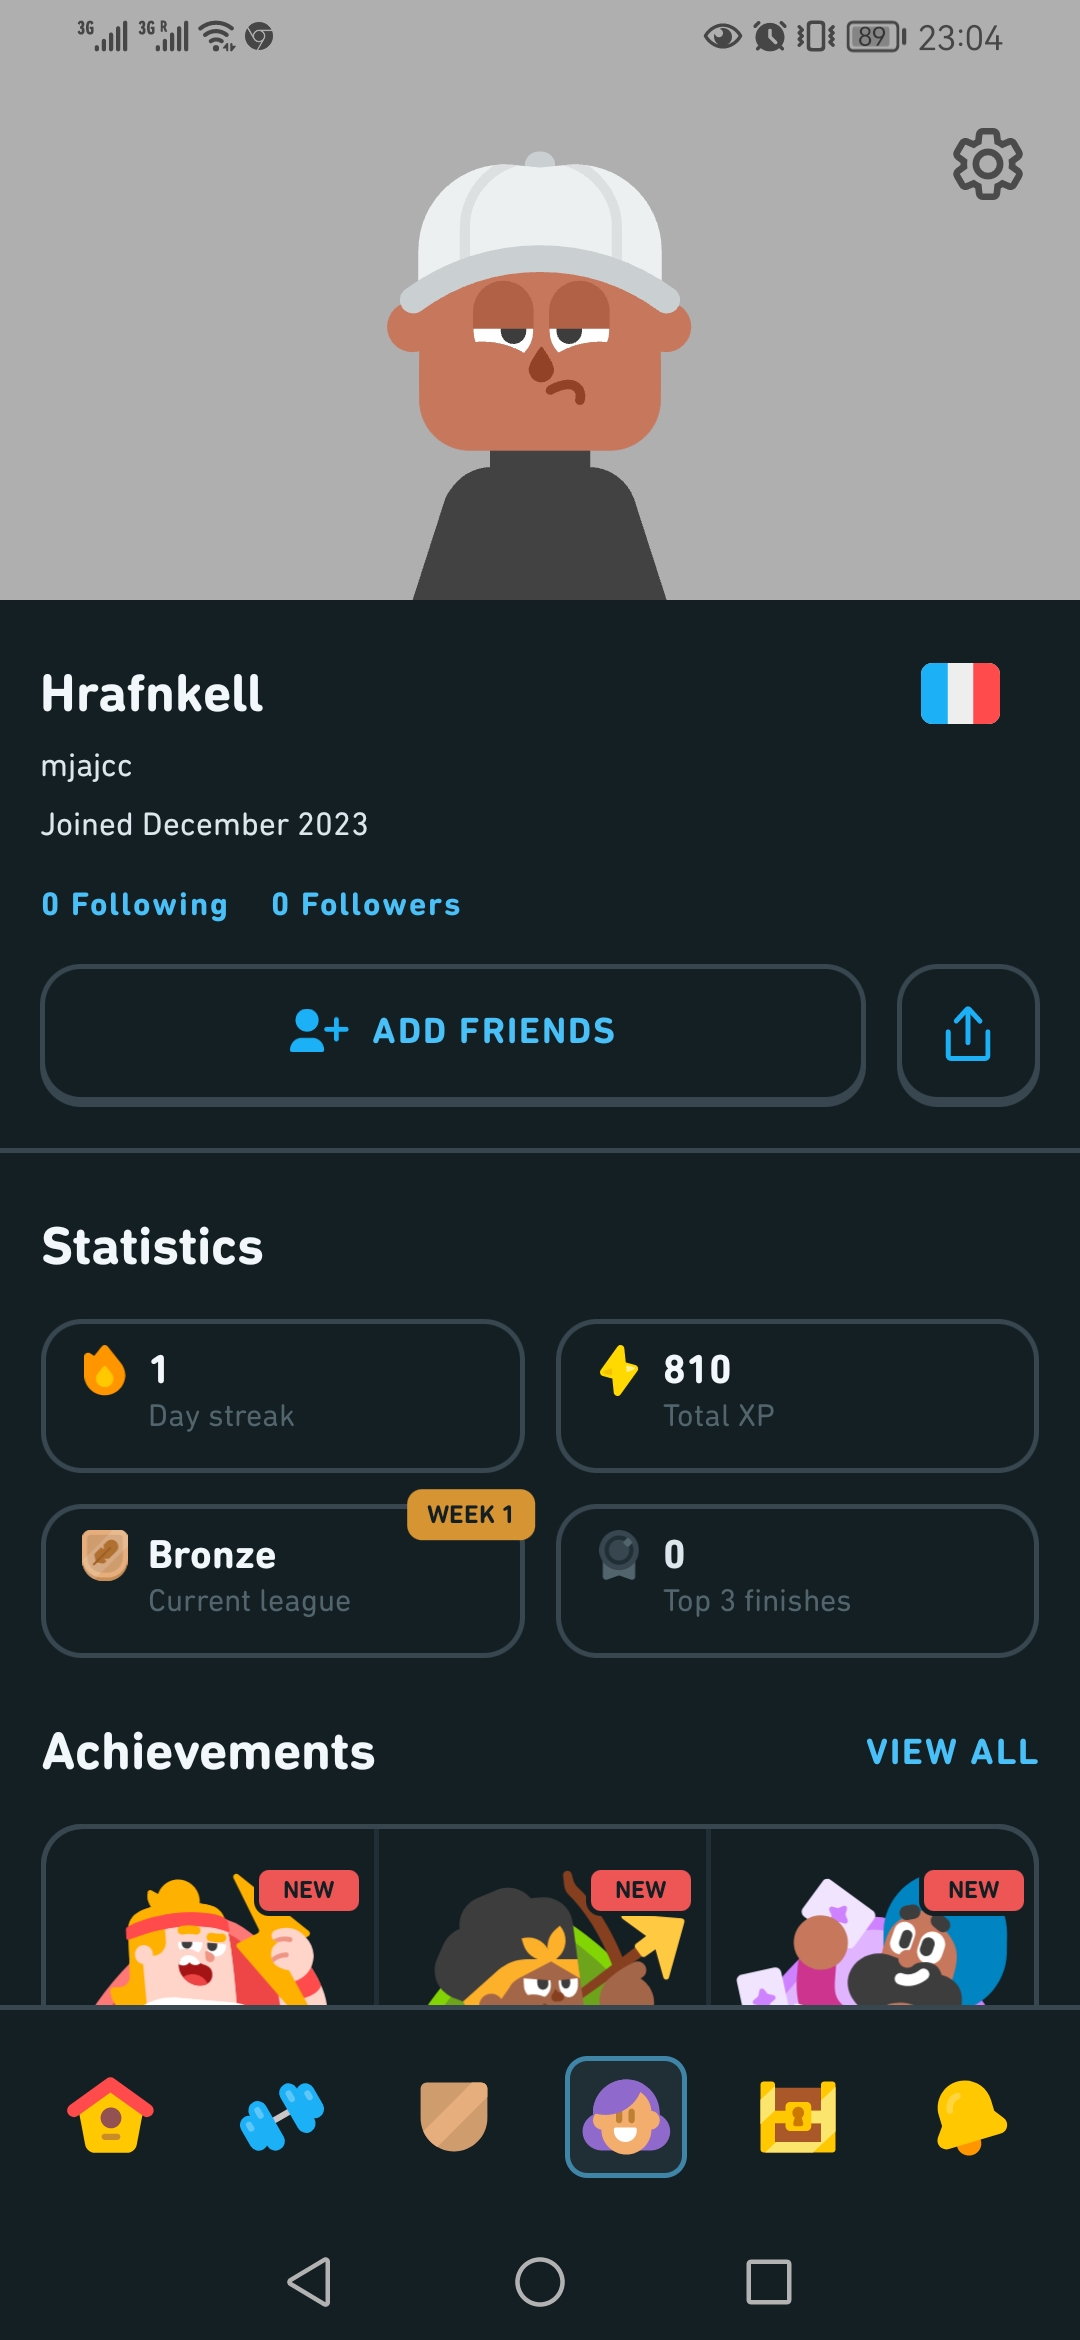 3G 3G R 89 23:04
Hrafnkell
mjajcc
Joined December 2023
0 Following 0 Followers
ADD FRIENDS
Statistics
1 810
Day streak Total XP
WEEK 1
Bronze 0
Current league Top 3 finishes
Achievements VIEW ALL
NEW NEW NEW